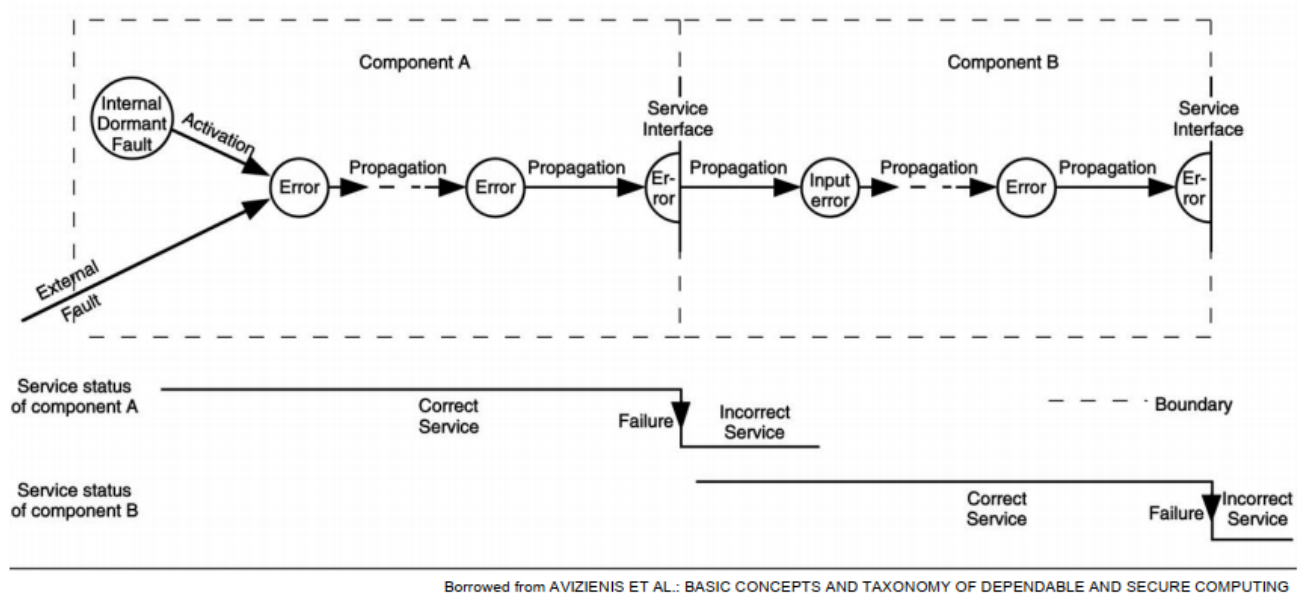 Component A
Component B
Internal
Dormant
Fault
Activation
Service
Interface
Service
Interface
Error
Propagation
Error
Propagation
Er-
ror
Propagation
Input
error
Propagation
Error
Propagation
Er-
ror
External
Fault
Service status
of component A
Correct
Service
Failure
Incorrect
Service
Boundary
Service status
of component B
Correct
Service
Failure
Incorrect
Service
Borrowed from AVIZIENIS ET AL.: BASIC CONCEPTS AND TAXONOMY OF DEPENDABLE AND SECURE COMPUTING